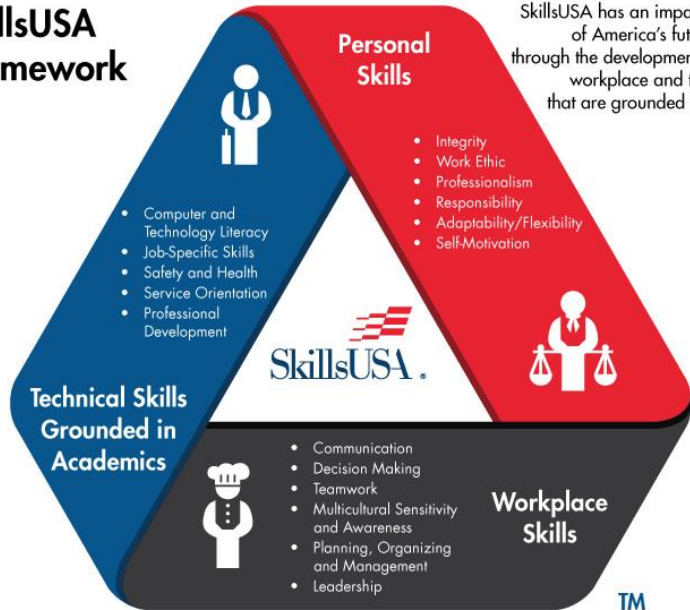 llsUSA
mework
SkillsUSA has an impa
of America's fut
through the development
workplace and t
that are grounded
Personal
Skills
• Integrity
• Work Ethic
• Professionalism
• Responsibility
• Adaptability/Flexibility
• Self-Motivation
• Computer and
Technology Literacy
• Job-Specific Skills
• Safety and Health
• Service Orientation
• Professional
Development
SkillsUSA®
Technical Skills
Grounded in
Academics
• Communication
• Decision Making
• Teamwork
• Multicultural Sensitivity
and Awareness
• Planning, Organizing
and Management
• Leadership
Workplace
Skills
TM